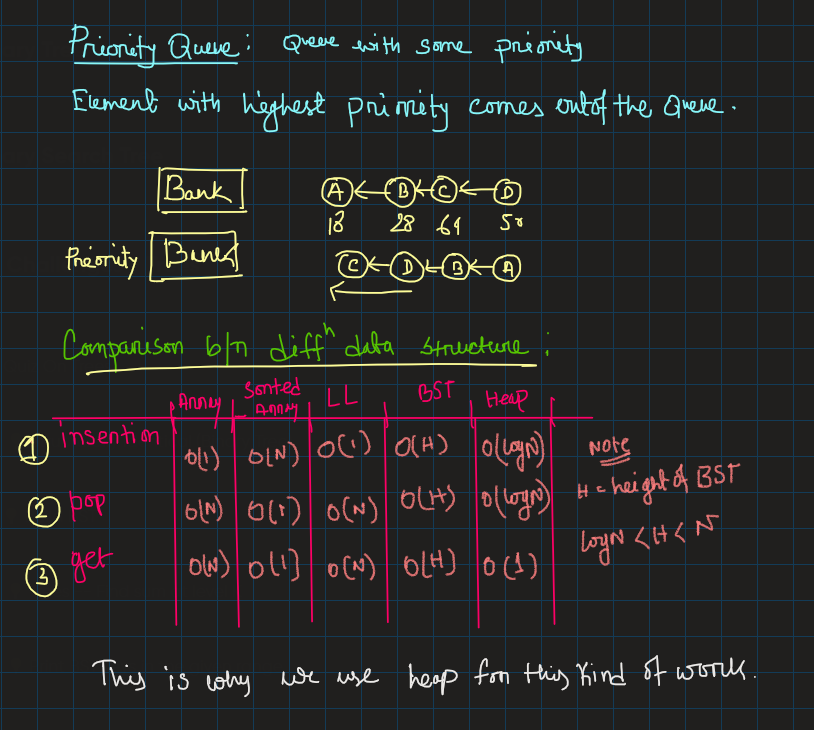 Priority Queue: Queue with some priority
Element with highest priority comes out of the Queue.
Bank A B C D
18 28 64 50
Priority Bank C D B A
Comparison b/n diffn data structure:
Array Sorted Array LL BST Heap
① insertion O(1) O(N) O(1) O(H) O(logN)
② pop O(N) O(1) O(N) O(H) O(logN)
③ get O(N) O(1) O(N) O(H) O(1)
Note
H = height of BST
logN < H < N
This is why we use heap for this kind of work.